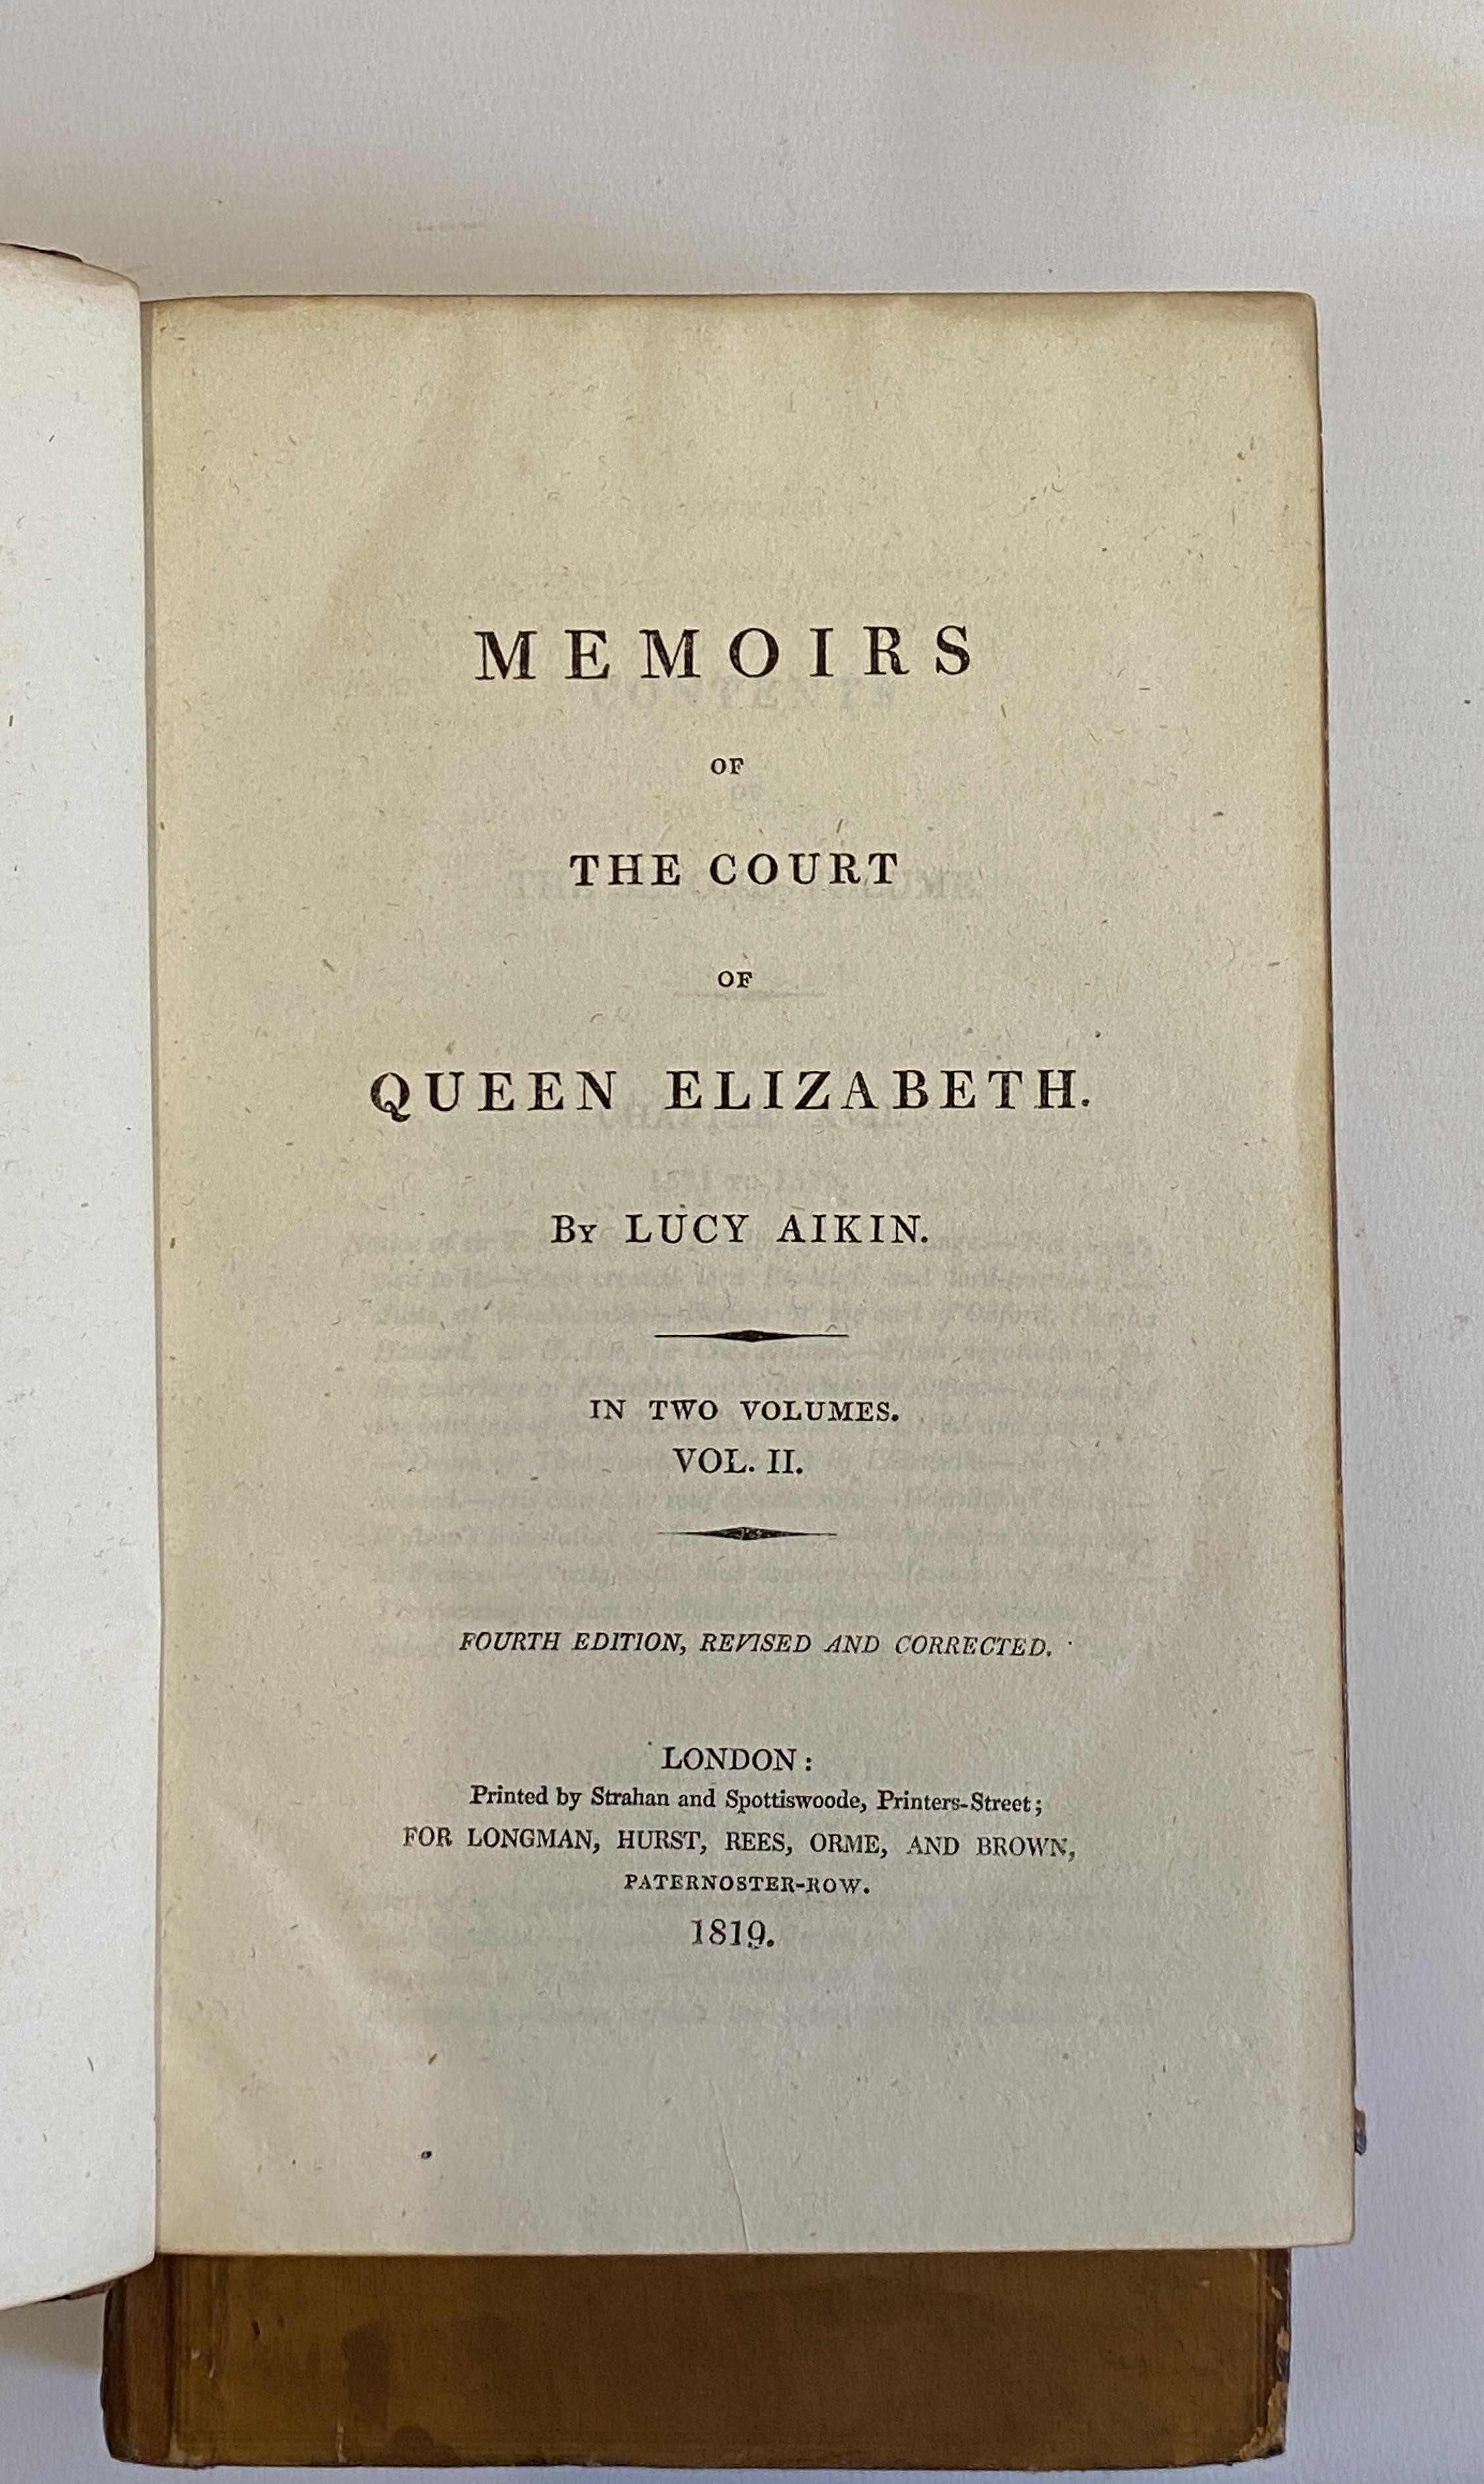 MEMOIRS
OF
THE COURT
OF
QUEEN ELIZABETH.
By LUCY AIKIN.
IN TWO VOLUMES.
VOL. II.
FOURTH EDITION, REVISED AND CORRECTED.
LONDON:
Printed by Strahan and Spottiswoode, Printers-Street;
FOR LONGMAN, HURST, REES, ORME, AND BROWN,
PATERNOSTER-ROW.
1819.